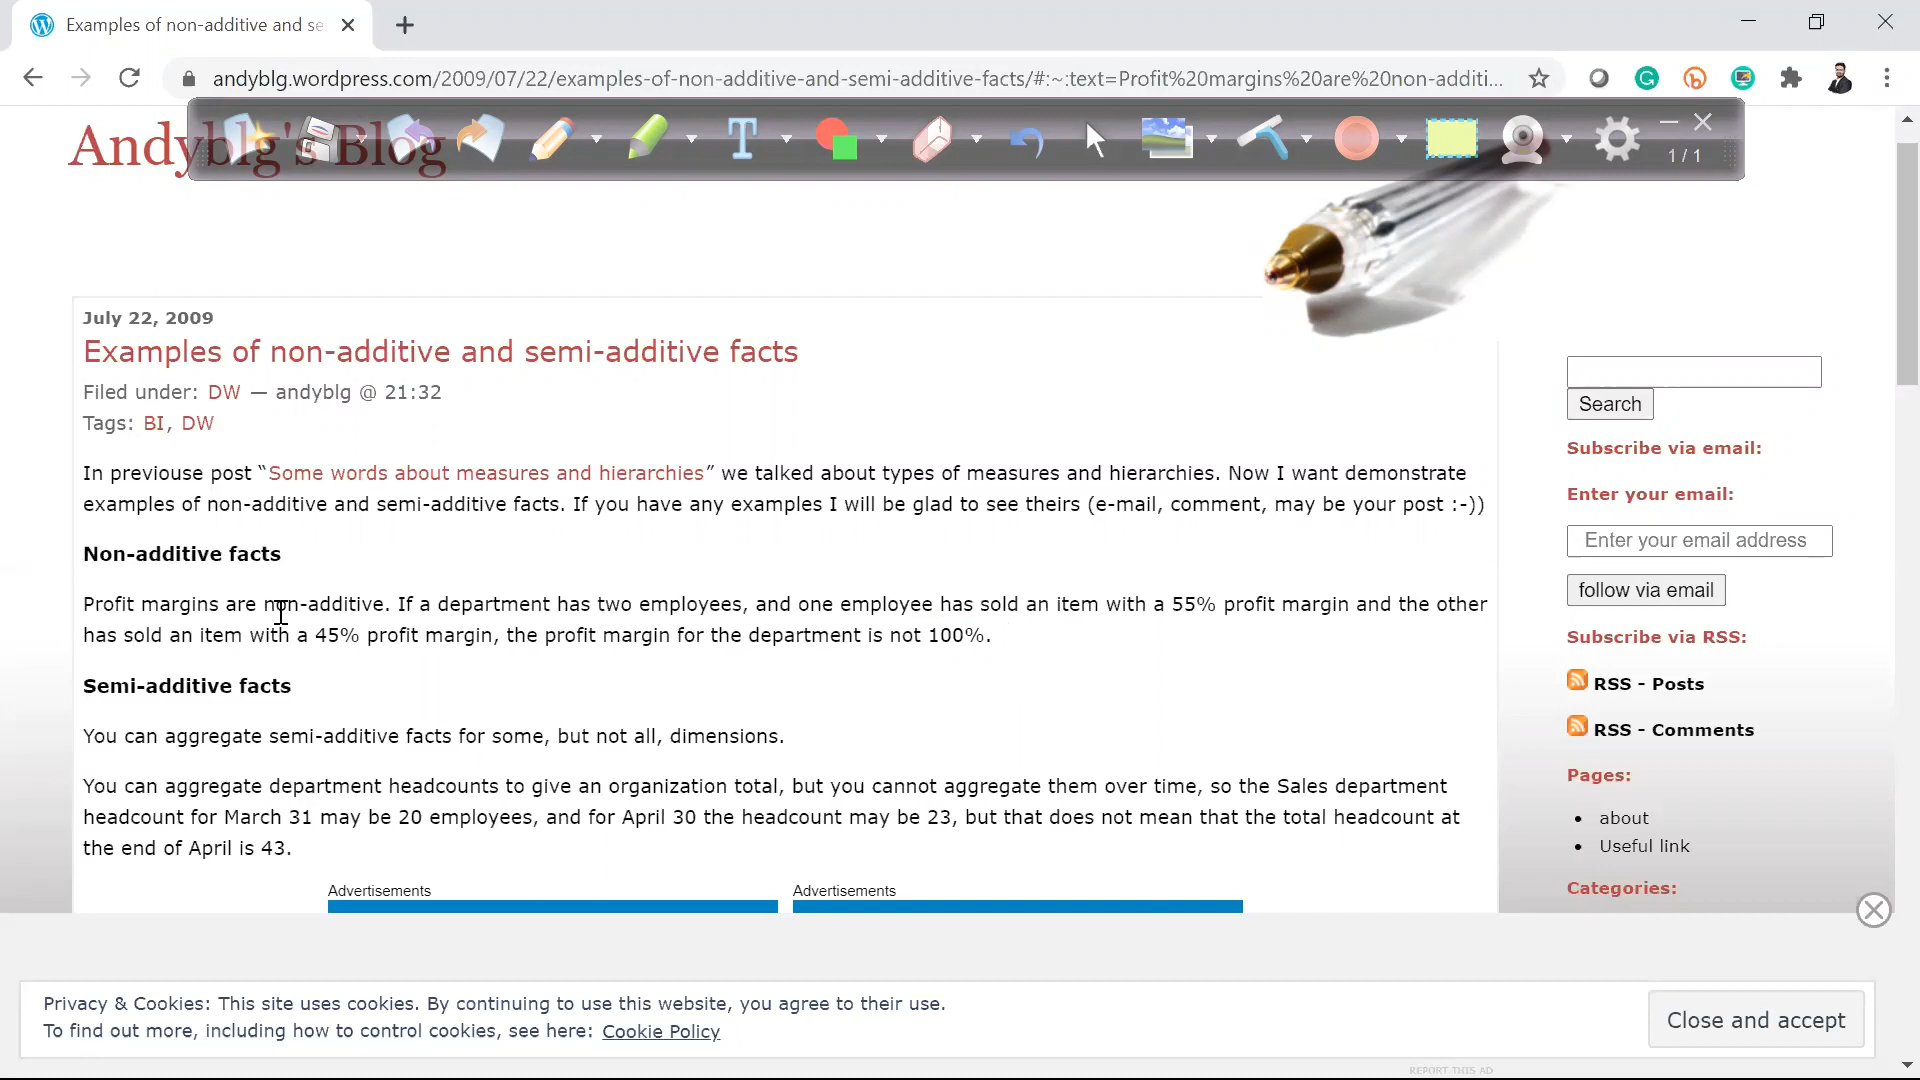 Examples of non-additive and se
andyblg.wordpress.com/2009/07/22/examples-of-non-additive-and-semi-additive-facts/#:~:text=Profit%20margins%20are%20non-additi...
T
1 / 1
Andyblg's Blog
July 22, 2009
Examples of non-additive and semi-additive facts
Filed under: DW — andyblg @ 21:32
Tags: BI, DW
In previouse post “Some words about measures and hierarchies” we talked about types of measures and hierarchies. Now I want demonstrate
examples of non-additive and semi-additive facts. If you have any examples I will be glad to see theirs (e-mail, comment, may be your post :-))
Non-additive facts
Profit margins are non-additive. If a department has two employees, and one employee has sold an item with a 55% profit margin and the other
has sold an item with a 45% profit margin, the profit margin for the department is not 100%.
Semi-additive facts
You can aggregate semi-additive facts for some, but not all, dimensions.
You can aggregate department headcounts to give an organization total, but you cannot aggregate them over time, so the Sales department
headcount for March 31 may be 20 employees, and for April 30 the headcount may be 23, but that does not mean that the total headcount at
the end of April is 43.
Advertisements
Advertisements
Search
Subscribe via email:
Enter your email:
Enter your email address
follow via email
Subscribe via RSS:
RSS - Posts
RSS - Comments
Pages:
about
Useful link
Categories:
Privacy & Cookies: This site uses cookies. By continuing to use this website, you agree to their use.
To find out more, including how to control cookies, see here: Cookie Policy
Close and accept
REPORT THIS AD